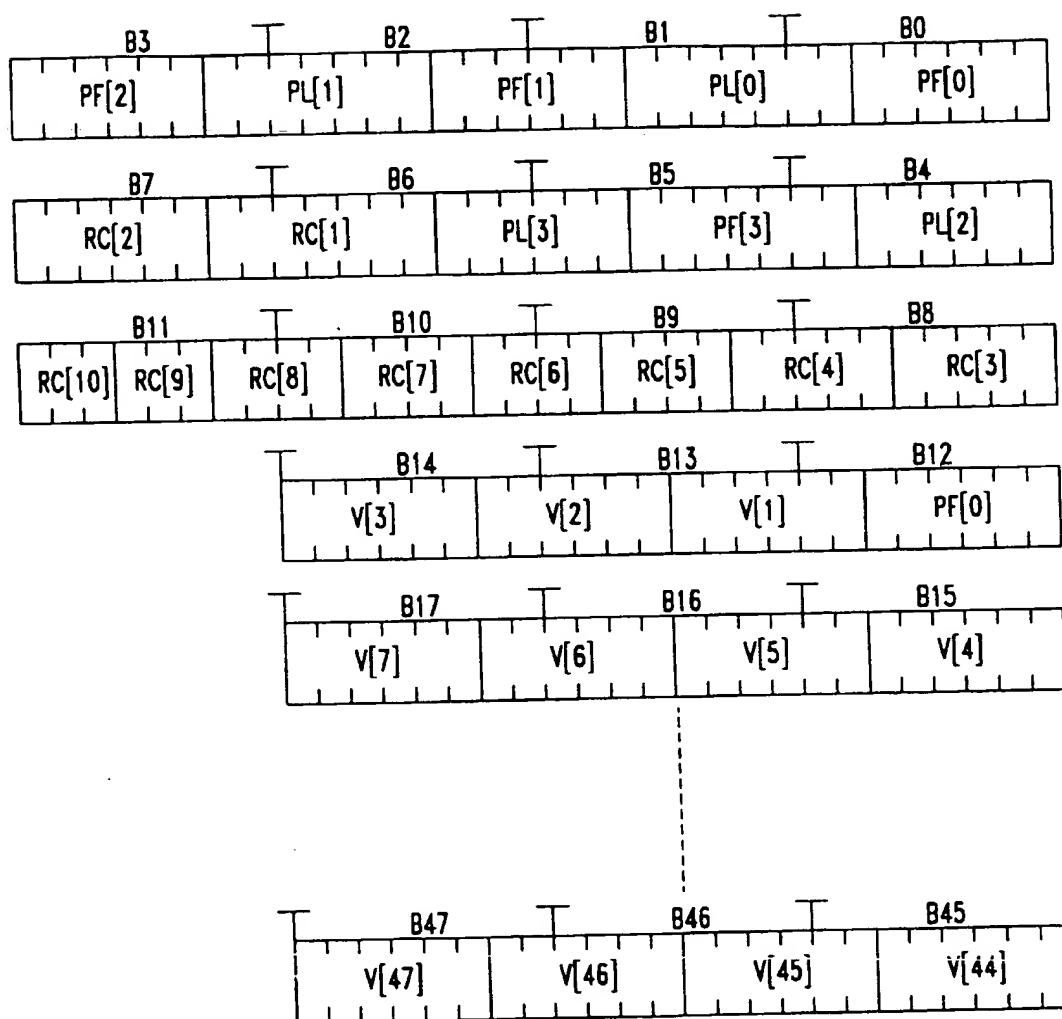 B3 B2 B1 B0
PF[2] PL[1] PF[1] PL[0] PF[0]
B7 B6 B5 B4
RC[2] RC[1] PL[3] PF[3] PL[2]
B11 B10 B9 B8
RC[10] RC[9] RC[8] RC[7] RC[6] RC[5] RC[4] RC[3]
B14 B13 B12
V[3] V[2] V[1] PF[0]
B17 B16 B15
V[7] V[6] V[5] V[4]
B47 B46 B45
V[47] V[46] V[45] V[44]